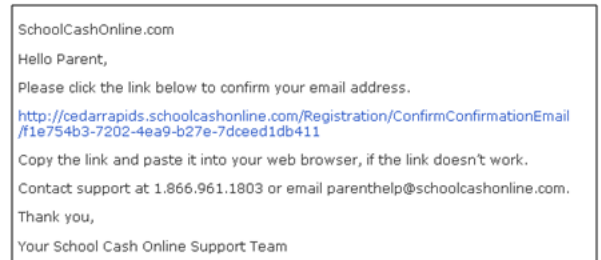 SchoolCashOnline.com
Hello Parent,
Please click the link below to confirm your email address.
http://cedarrapids.schoolcashonline.com/Registration/ConfirmConfirmationEmail
/f1e754b3-7202-4ea9-b27e-7dceed1db411
Copy the link and paste it into your web browser, if the link doesn't work.
Contact support at 1.866.961.1803 or email parenthelp@schoolcashonline.com.
Thank you,
Your School Cash Online Support Team